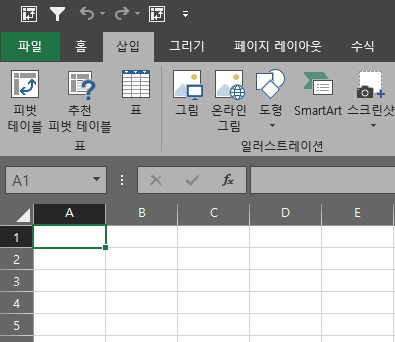 파일 홈 삽입 그리기 페이지 레이아웃 수식
피벗 추천 표 그림 온라인 도형 SmartArt 스크린샷
테이블 피벗 테이블 그림
표 일러스트레이션
A1 fx
A B C D E
1
2
3
4
5